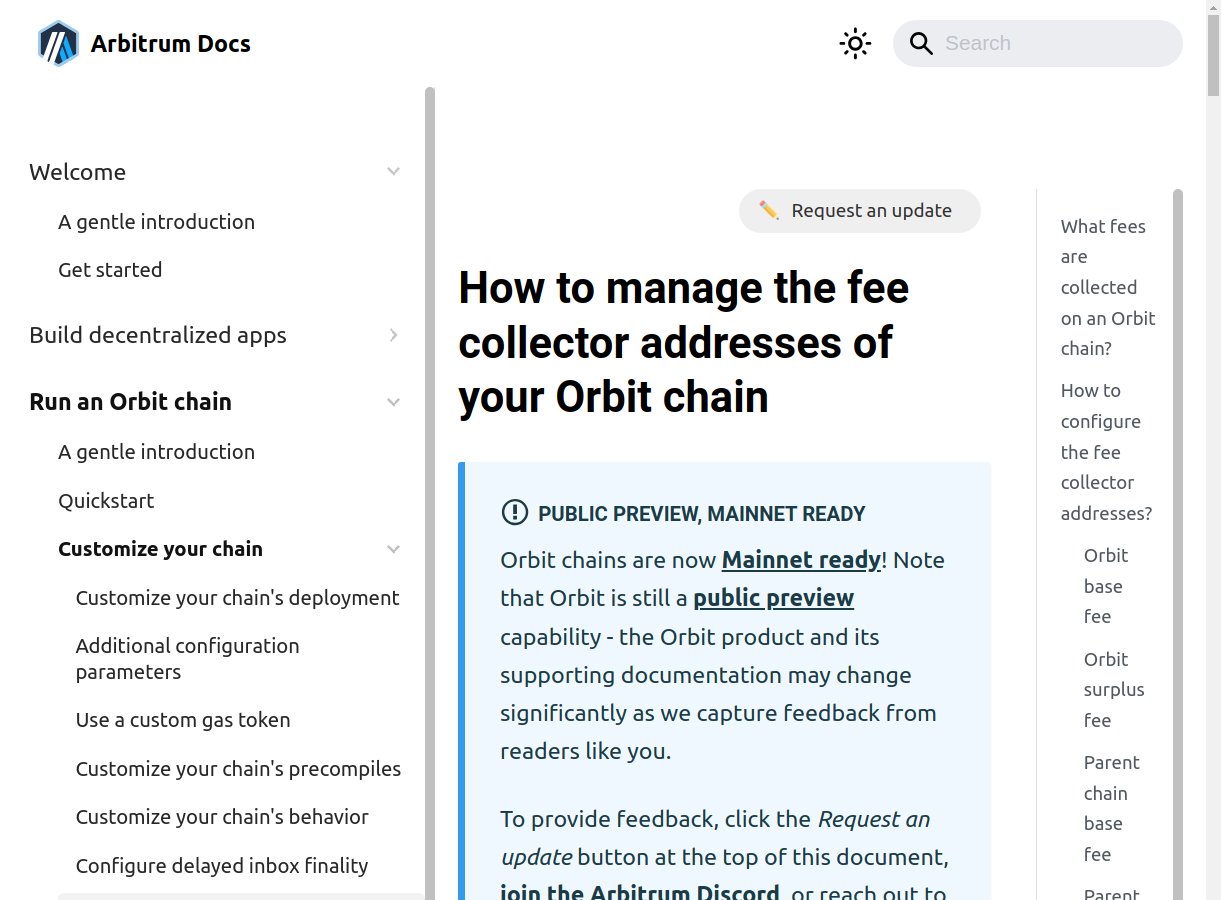 Arbitrum Docs
Search
Welcome
A gentle introduction
Get started
Build decentralized apps
Run an Orbit chain
A gentle introduction
Quickstart
Customize your chain
Customize your chain's deployment
Additional configuration
parameters
Use a custom gas token
Customize your chain's precompiles
Customize your chain's behavior
Configure delayed inbox finality
Request an update
How to manage the fee
collector addresses of
your Orbit chain
PUBLIC PREVIEW, MAINNET READY
Orbit chains are now Mainnet ready! Note
that Orbit is still a public preview
capability - the Orbit product and its
supporting documentation may change
significantly as we capture feedback from
readers like you.
To provide feedback, click the Request an
update button at the top of this document,
join the Arbitrum Discord, or reach out to
What fees
are
collected
on an Orbit
chain?
How to
configure
the fee
collector
addresses?
Orbit
base
fee
Orbit
surplus
fee
Parent
chain
base
fee
Parent